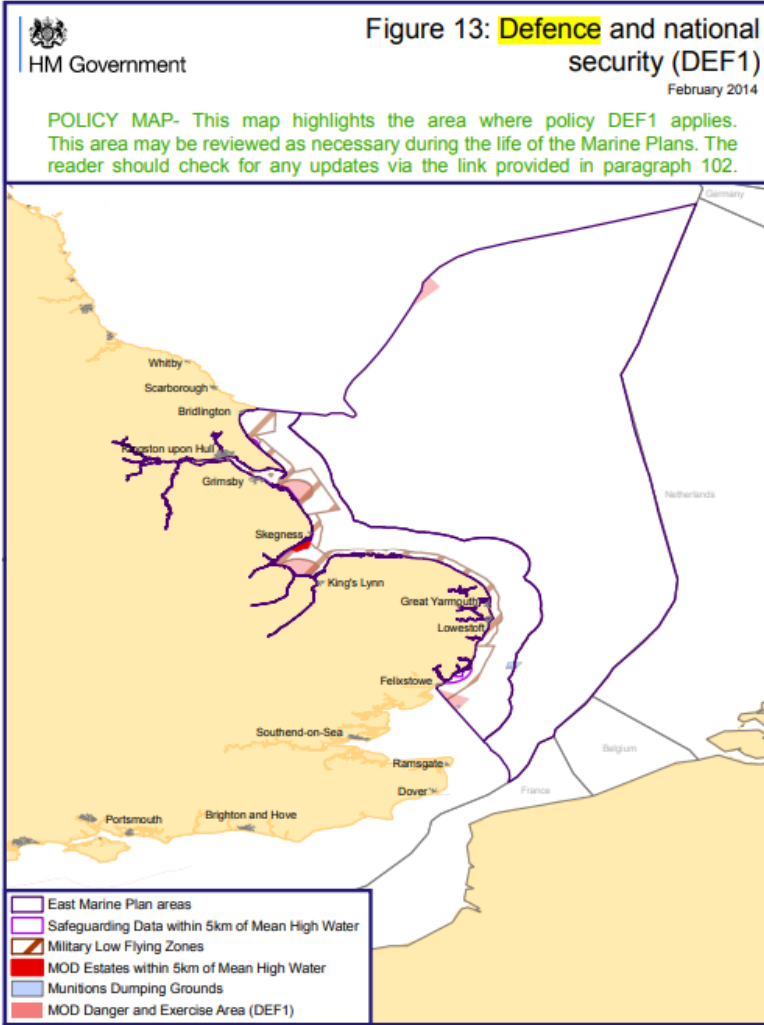 HM Government
Figure 13: Defence and national
security (DEF1)
February 2014
POLICY MAP- This map highlights the area where policy DEF1 applies.
This area may be reviewed as necessary during the life of the Marine Plans. The
reader should check for any updates via the link provided in paragraph 102.
Germany
Whitby
Scarborough
Bridlington
Kingston upon Hull
Grimsby
Netherlands
Skegness
King's Lynn
Great Yarmouth
Lowestoft
Felixstowe
Southend-on-Sea
Belgium
Ramsgate
Dover
France
Portsmouth
Brighton and Hove
East Marine Plan areas
Safeguarding Data within 5km of Mean High Water
Military Low Flying Zones
MOD Estates within 5km of Mean High Water
Munitions Dumping Grounds
MOD Danger and Exercise Area (DEF1)